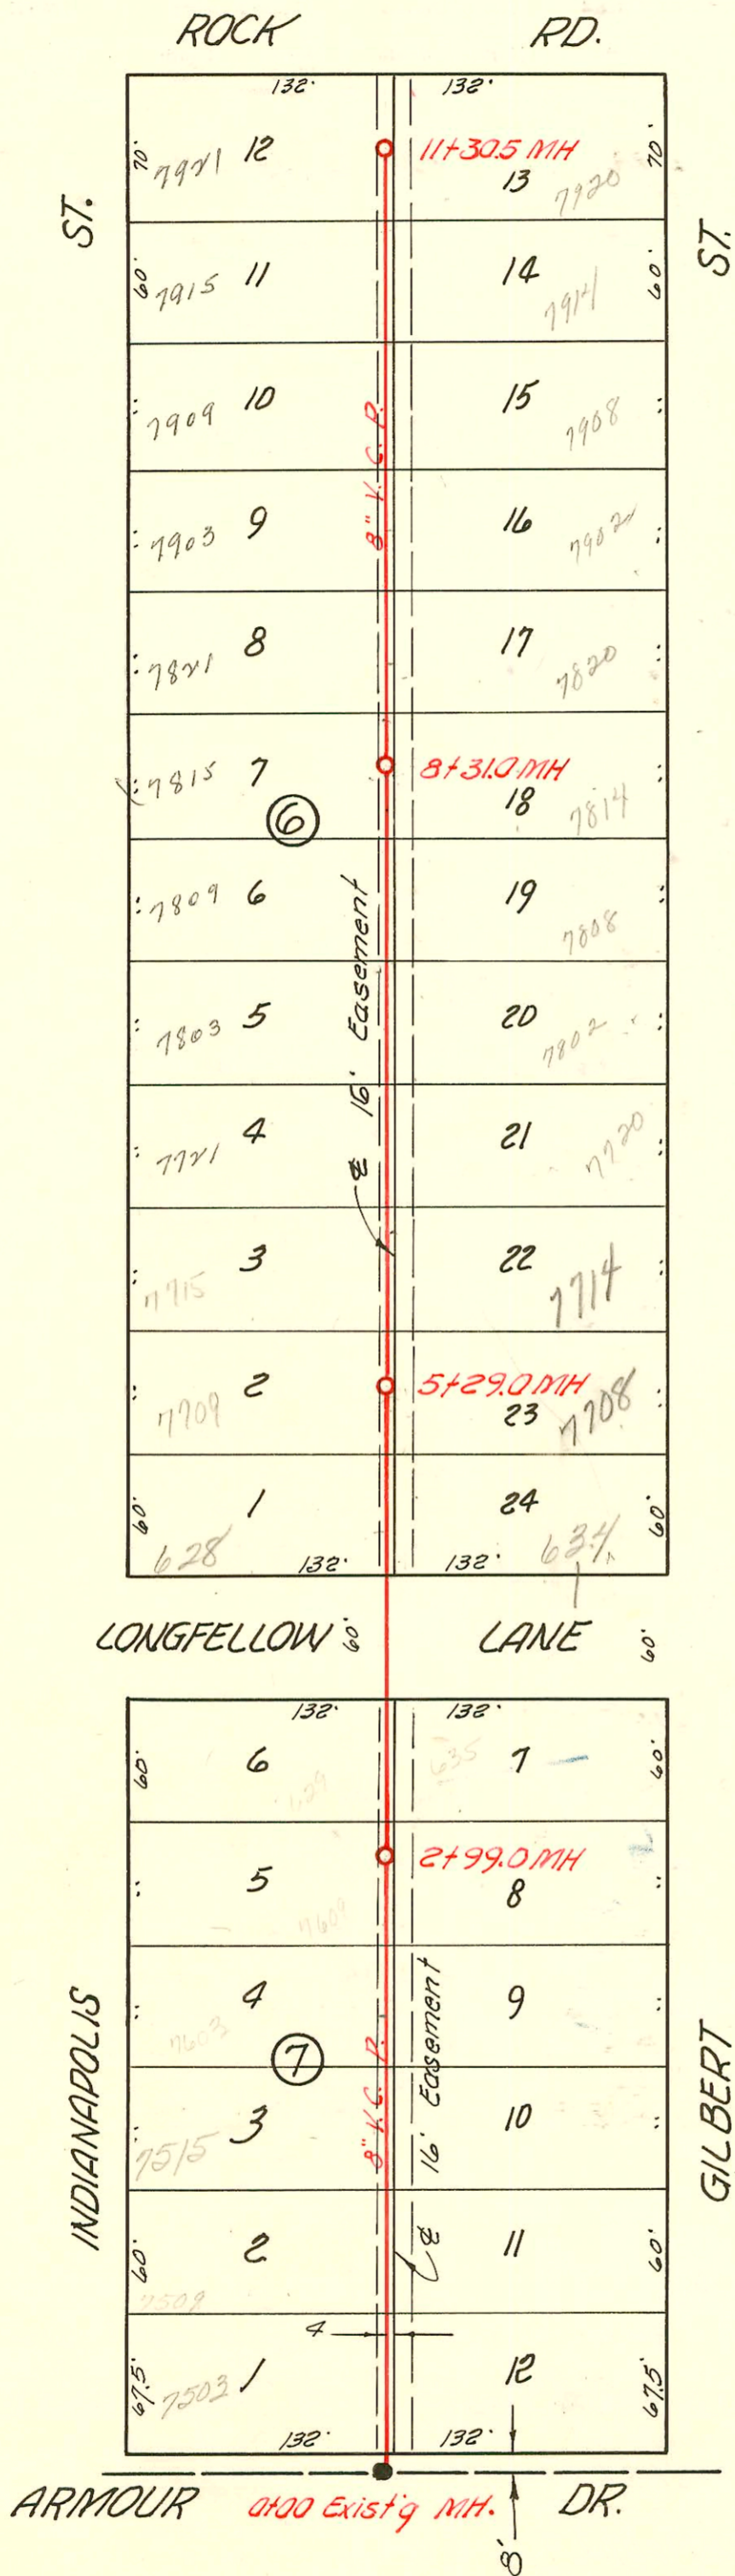 ROCK RD.
132' 132'
70' 7921 12 11+30.5 MH 70'
13 7920
ST. ST.
60' 7915 11 14 7914 60'
7909 10 15 7908
8" V. C. P.
7903 9 16 7902
7821 8 17 7820
7815 7 8+31.0 MH
18 7814
6
7809 6 19 7808
16' Easement
7803 5 20 7802
7721 4 21 7720
7715 3 22 7714
7709 2 5+29.0 MH
23 7708
60' 1 24 60'
628 132' 132' 634
LONGFELLOW 60' LANE 60'
132' 132'
60' 6 635 7 60'
629
5 2+99.0 MH
8
7609
4 9
7603
7
16' Easement
INDIANAPOLIS GILBERT
7515 3 8" V. C. P. 10
60' 2 11 60'
7509
4
67.5' 7503 1 12 67.5'
132' 132'
ARMOUR 0+00 Exist'g MH. DR.
8'